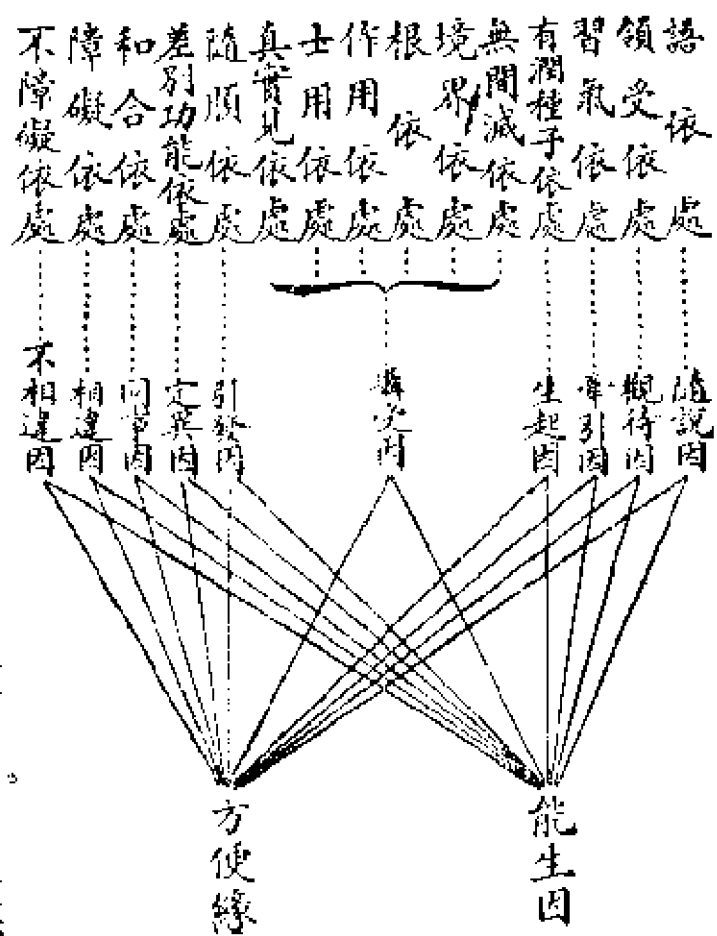 語依處
領受依處
習氣依處
有潤種子依處
無間滅依處
境界依處
根依處
作用依處
士用依處
真實見依處
隨順依處
差別功能依處
和合依處
障礙依處
不障礙依處
隨說因
觀待因
牽引因
生起因
攝受因
引發因
定異因
同事因
相違因
不相違因
能生因
方便緣